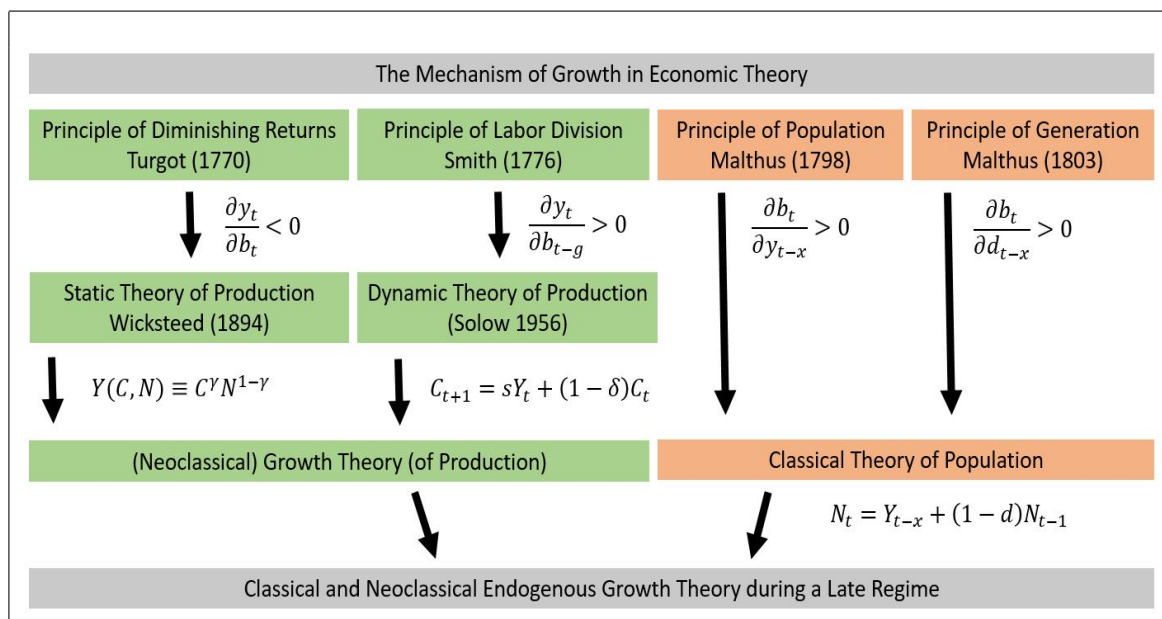 The Mechanism of Growth in Economic Theory
Principle of Diminishing Returns
Turgot (1770)
Principle of Labor Division
Smith (1776)
Principle of Population
Malthus (1798)
Principle of Generation
Malthus (1803)
∂y_t/∂b_t < 0
∂y_t/∂b_{t−g} > 0
∂b_t/∂y_{t−x} > 0
∂b_t/∂d_{t−x} > 0
Static Theory of Production
Wicksteed (1894)
Dynamic Theory of Production
(Solow 1956)
Y(C, N) ≡ C^γ N^{1−γ}
C_{t+1} = sY_t + (1 − δ)C_t
(Neoclassical) Growth Theory (of Production)
Classical Theory of Population
N_t = Y_{t−x} + (1 − d)N_{t−1}
Classical and Neoclassical Endogenous Growth Theory during a Late Regime